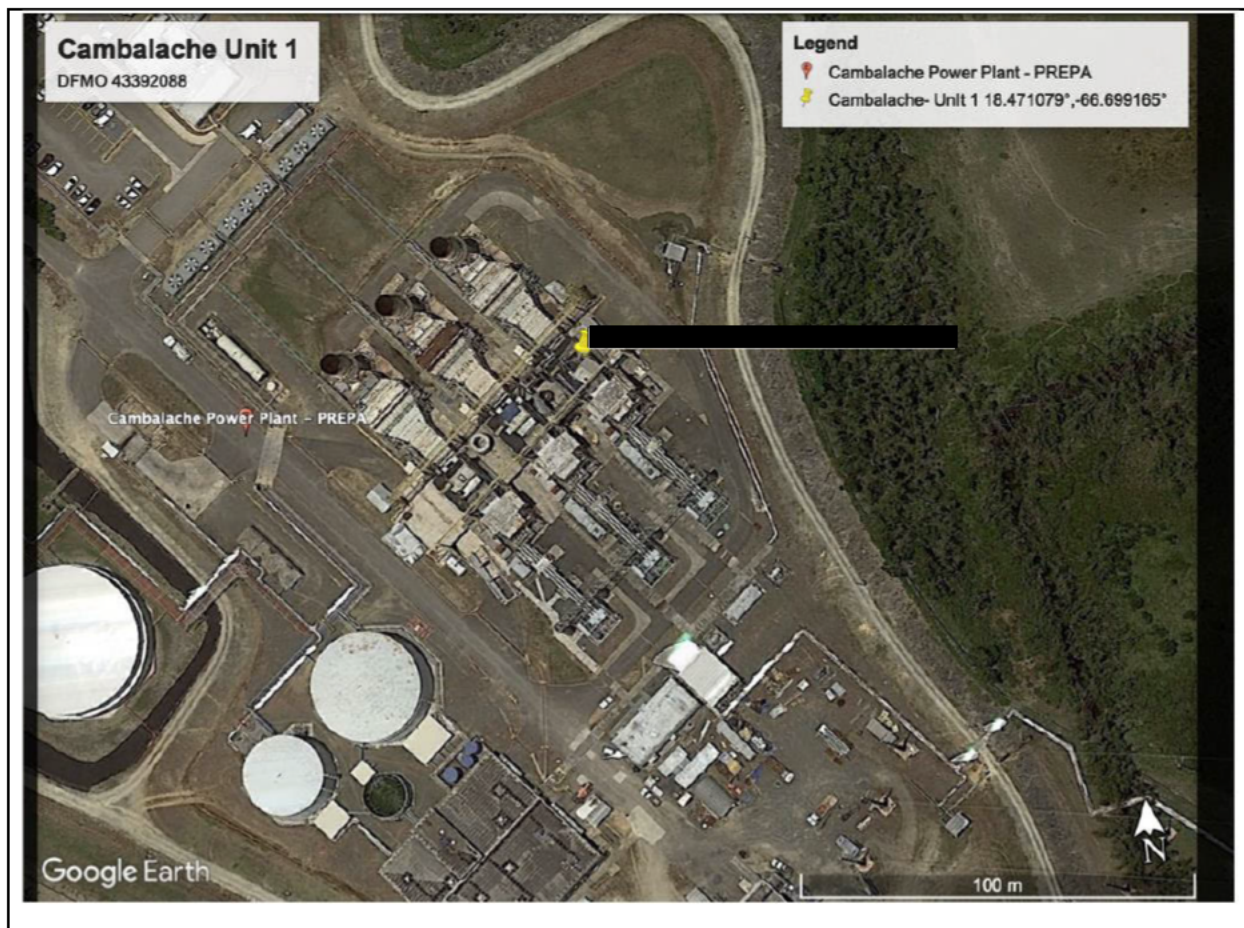 Cambalache Unit 1
DFMO 43392088
Legend
Cambalache Power Plant - PREPA
Cambalache- Unit 1 18.471079°,-66.699165°
Cambalache Power Plant - PREPA
Google Earth
N
100 m